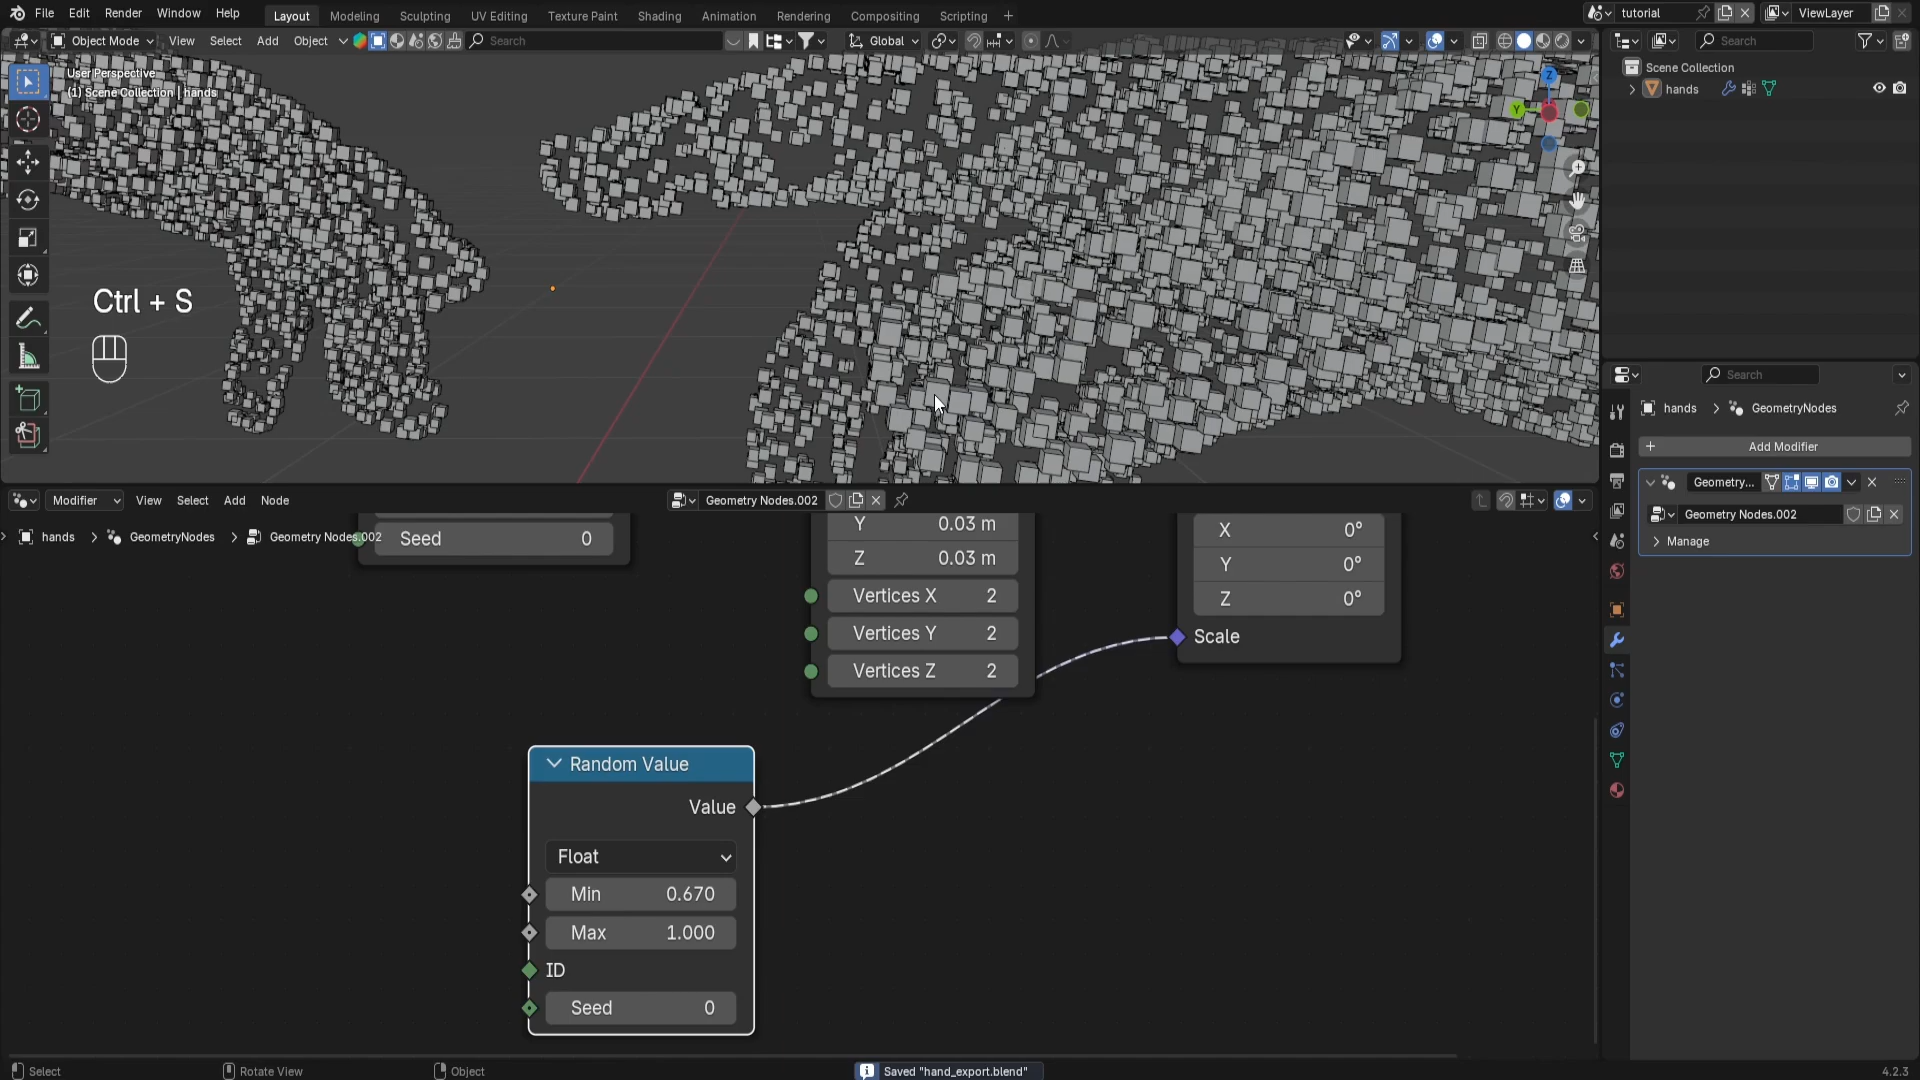 File Edit Render Window Help
Layout Modeling Sculpting UV Editing Texture Paint Shading Animation Rendering Compositing Scripting +
tutorial
ViewLayer
Object Mode View Select Add Object
Search
Global
Search
User Perspective
(1) Scene Collection | hands
Z
Y
Scene Collection
hands
Ctrl + S
Search
hands > GeometryNodes
Add Modifier
Geometry...
Geometry Nodes.002
Manage
Modifier View Select Add Node
Geometry Nodes.002
hands > GeometryNodes > Geometry Nodes.002
Seed 0
Y 0.03 m
Z 0.03 m
Vertices X 2
Vertices Y 2
Vertices Z 2
X 0°
Y 0°
Z 0°
Scale
Random Value
Value
Float
Min 0.670
Max 1.000
ID
Seed 0
Select
Rotate View
Object
Saved "hand_export.blend"
4.2.3